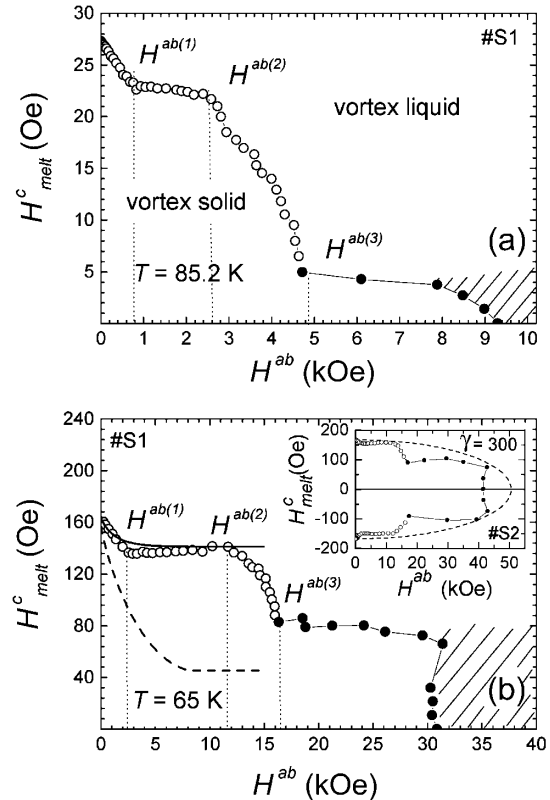 30
25
20
15
10
5
0
H^c_melt (Oe)
#S1
H^ab(1)
H^ab(2)
vortex liquid
vortex solid
H^ab(3)
(a)
T = 85.2 K
0 1 2 3 4 5 6 7 8 9 10
H^ab (kOe)
240
200
160
120
80
40
0
H^c_melt (Oe)
#S1
H^ab(1)
H^ab(2)
H^ab(3)
T = 65 K
(b)
200
100
0
-100
-200
H^c_melt (Oe)
γ = 300
#S2
0 10 20 30 40 50
H^ab (kOe)
0 5 10 15 20 25 30 35 40
H^ab (kOe)